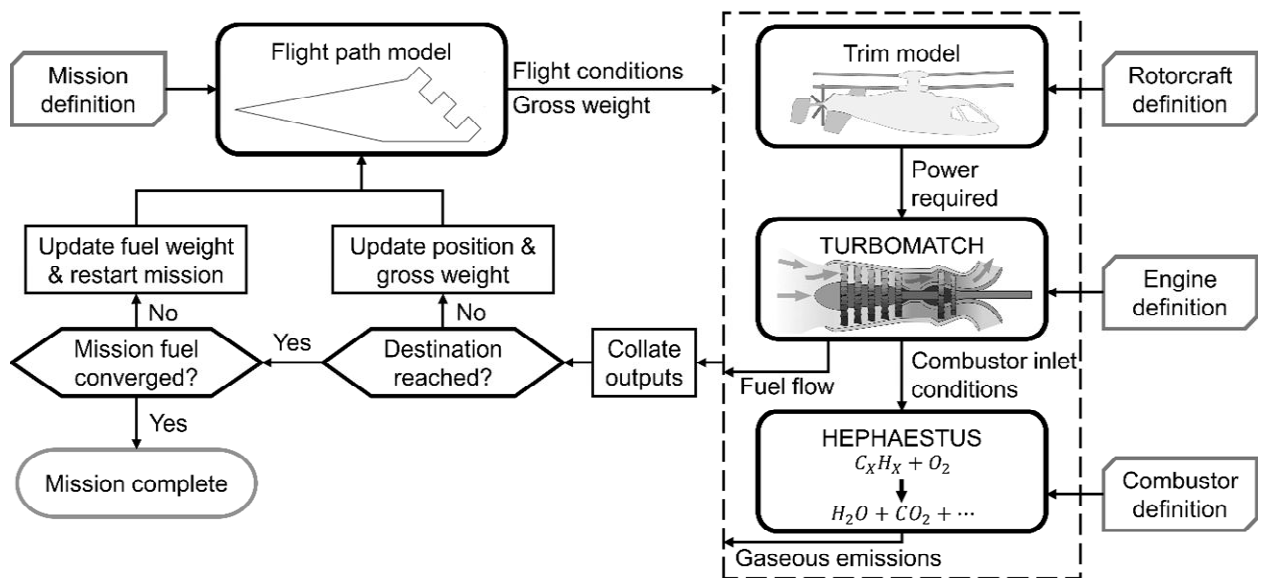 Mission
definition
Flight path model
Flight conditions
Gross weight
Trim model
Rotorcraft
definition
Power
required
Update fuel weight
& restart mission
Update position &
gross weight
TURBOMATCH
Engine
definition
No
No
Mission fuel
converged?
Yes
Destination
reached?
Collate
outputs
Fuel flow
Combustor inlet
conditions
Yes
Mission complete
HEPHAESTUS
$C_XH_X + O_2$
$H_2O + CO_2 + \cdots$
Combustor
definition
Gaseous emissions